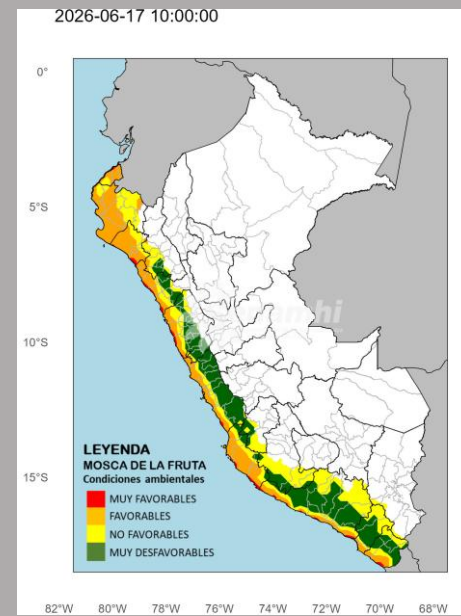 2026-06-17 10:00:00
0°
5°S
10°S
15°S
LEYENDA
MOSCA DE LA FRUTA
Condiciones ambientales
MUY FAVORABLES
FAVORABLES
NO FAVORABLES
MUY DESFAVORABLES
82°W 80°W 78°W 76°W 74°W 72°W 70°W 68°W